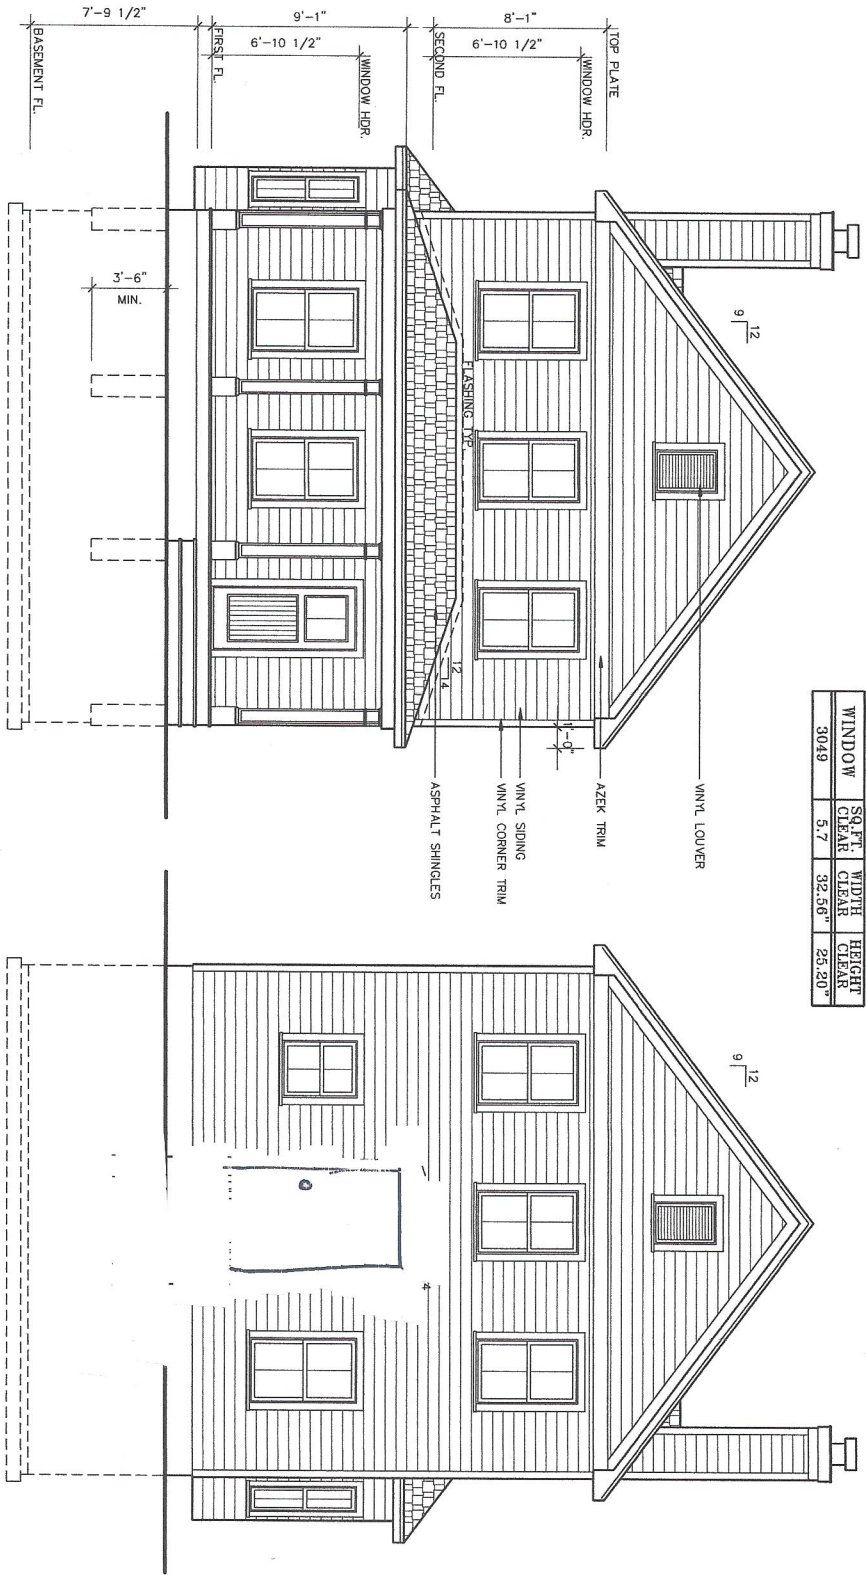 TOP PLATE
WINDOW HDR.
SECOND FL.
WINDOW HDR.
FIRST FL.
BASEMENT FL.
8'-1"
6'-10 1/2"
9'-1"
6'-10 1/2"
7'-9 1/2"
3'-6"
MIN.
12
9
FLASHING TYP.
12
4
1'-0"
VINYL LOUVER
AZEK TRIM
VINYL SIDING
VINYL CORNER TRIM
ASPHALT SHINGLES
WINDOW SQ.FT. CLEAR WIDTH CLEAR HEIGHT CLEAR
3049 5.7 32.56" 25.20"
12
9
4